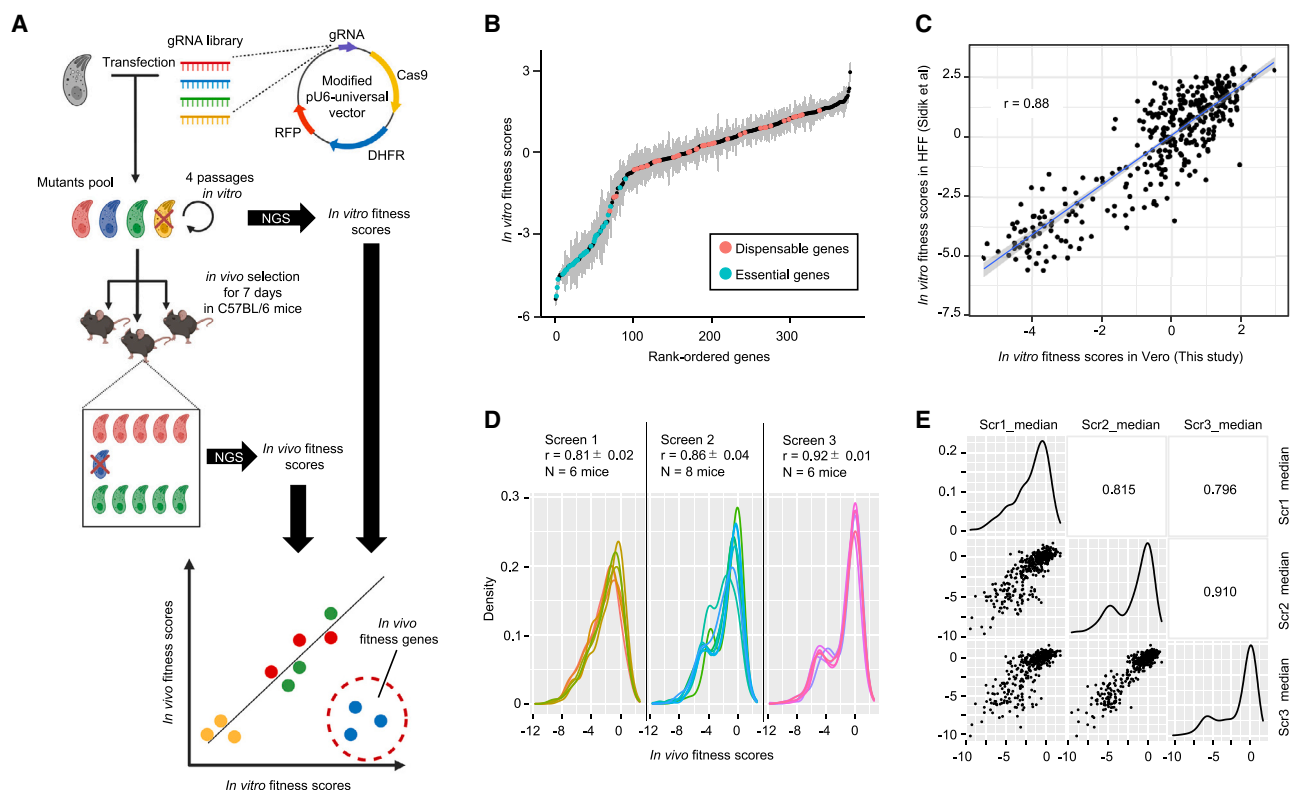 A
gRNA library
Transfection
gRNA
Cas9
Modified
pU6-universal
vector
RFP
DHFR
Mutants pool
4 passages
in vitro
NGS
In vitro fitness
scores
in vivo selection
for 7 days
in C57BL/6 mice
NGS
In vivo fitness
scores
In vivo fitness scores
In vivo
fitness genes
In vitro fitness scores
B
In vitro fitness scores
3
0
-3
-6
Dispensable genes
Essential genes
0
100
200
300
Rank-ordered genes
C
In vitro fitness scores in HFF (Sidik et al)
2.5
0
-2.5
-5.0
-7.5
r = 0.88
-4
-2
0
2
In vitro fitness scores in Vero (This study)
D
Screen 1
r = 0.81 ± 0.02
N = 6 mice
Screen 2
r = 0.86 ± 0.04
N = 8 mice
Screen 3
r = 0.92 ± 0.01
N = 6 mice
Density
0.3
0.2
0.1
0
-12
-8
-4
0
-12
-8
-4
0
-12
-8
-4
0
In vivo fitness scores
E
Scr1_median
Scr2_median
Scr3_median
0.2
0.1
0
0.815
0.796
Scr1 median
0
-5
-10
0.910
Scr2 median
0
-5
-10
Scr3 median
-10
-5
0
-10
-5
0
-10
-5
0